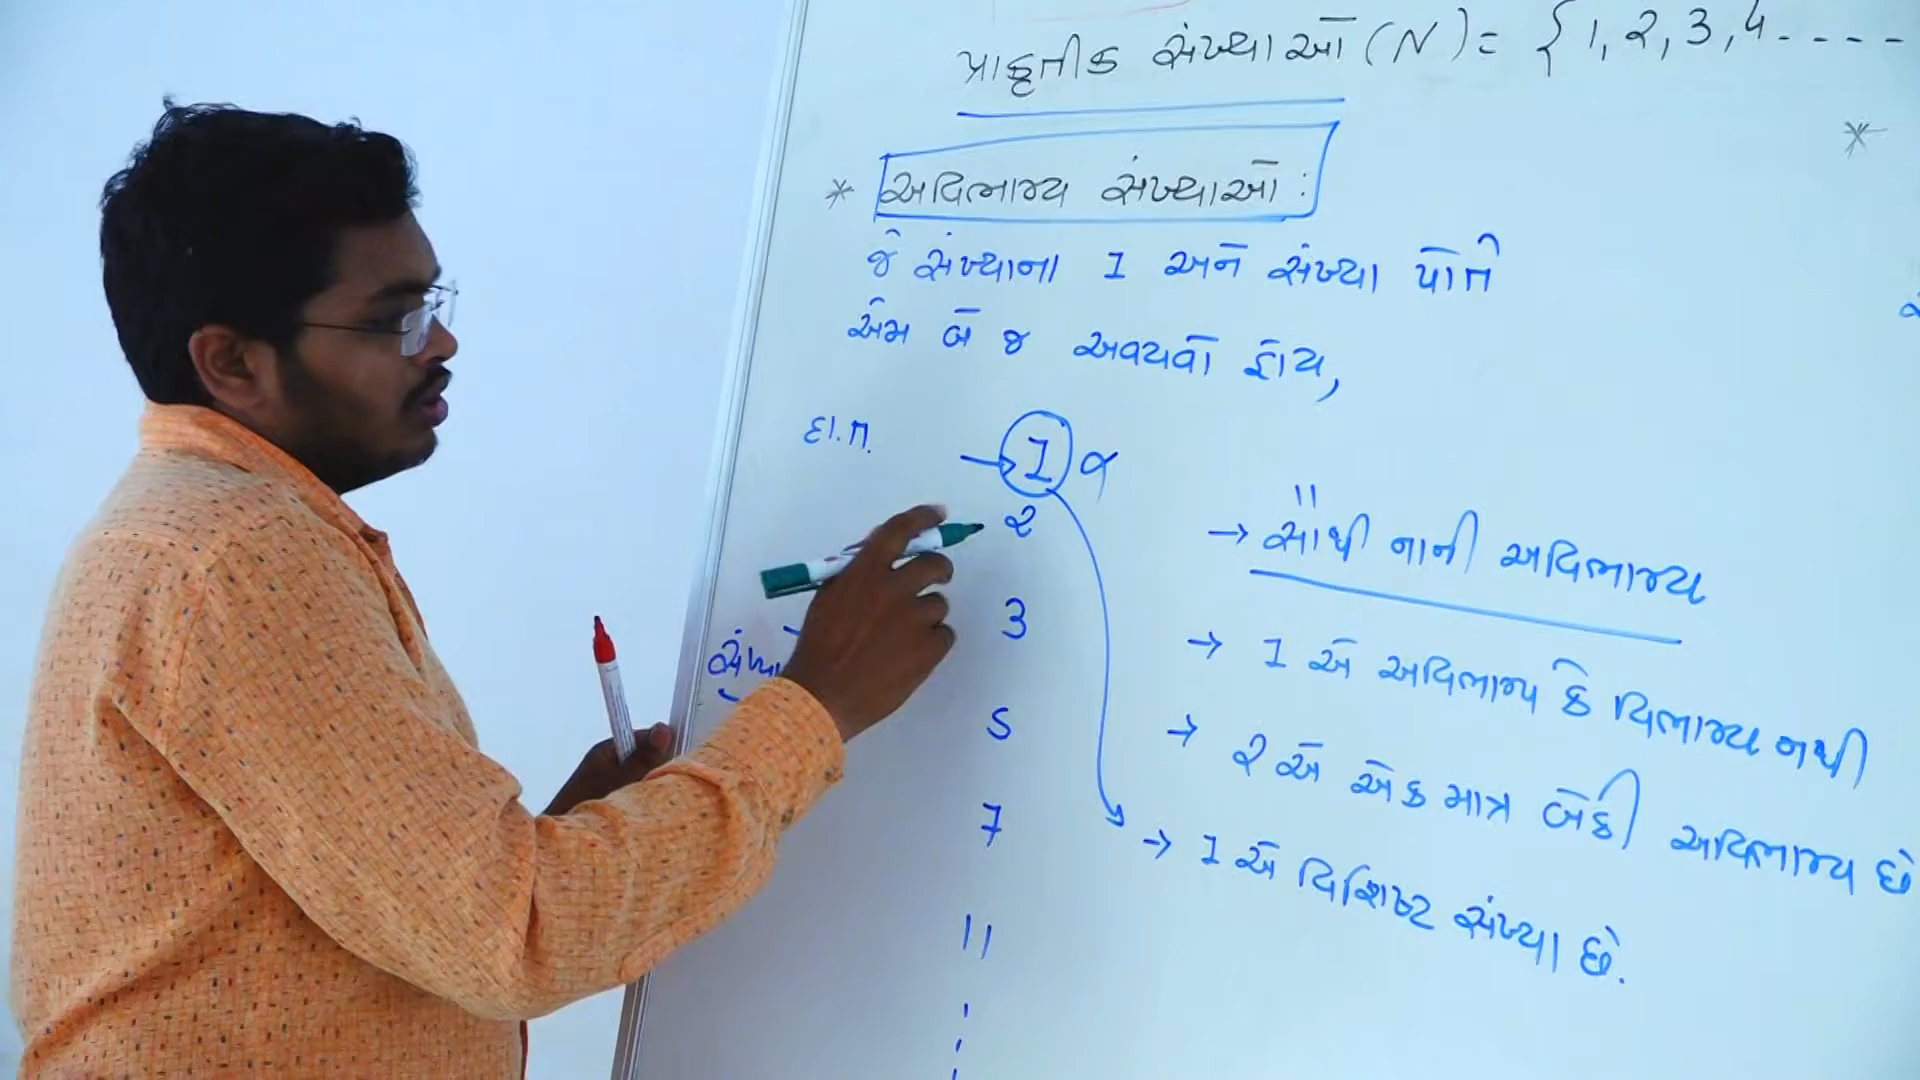 પ્રાકૃતીક સંખ્યાઓ (N) = { 1, 2, 3, 4 - - - -
*
* અવિભાજ્ય સંખ્યાઓ :
જે સંખ્યાના 1 અને સંખ્યા પોતે
એમ બે જ અવયવો હોય,
દા.ત.
→ 1
2
3
5
7
11
→ સૌથી નાની અવિભાજ્ય
→ 1 એ અવિભાજ્ય કે વિભાજ્ય નથી
→ ૨ એ એક માત્ર બેકી અવિભાજ્ય છે
→ 1 એ વિશિષ્ટ સંખ્યા છે.